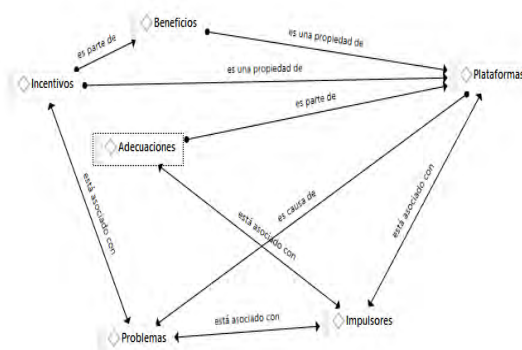 Beneficios
es parte de
es una propiedad de
Plataformas
Incentivos
es una propiedad de
es parte de
Adecuaciones
está asociado con
es causa de
está asociado con
está asociado con
está asociado con
Impulsores
Problemas